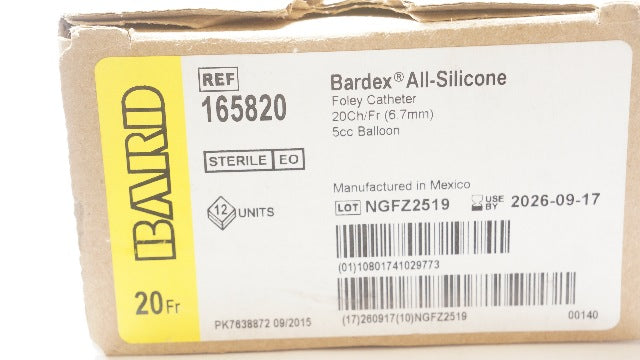 BARD
20 Fr
REF
165820
STERILE EO
12 UNITS
PK7638872 09/2015
Bardex® All-Silicone
Foley Catheter
20Ch/Fr (6.7mm)
5cc Balloon
Manufactured in Mexico
LOT NGFZ2519 USE BY 2026-09-17
(01)10801741029773
(17)260917(10)NGFZ2519
00140